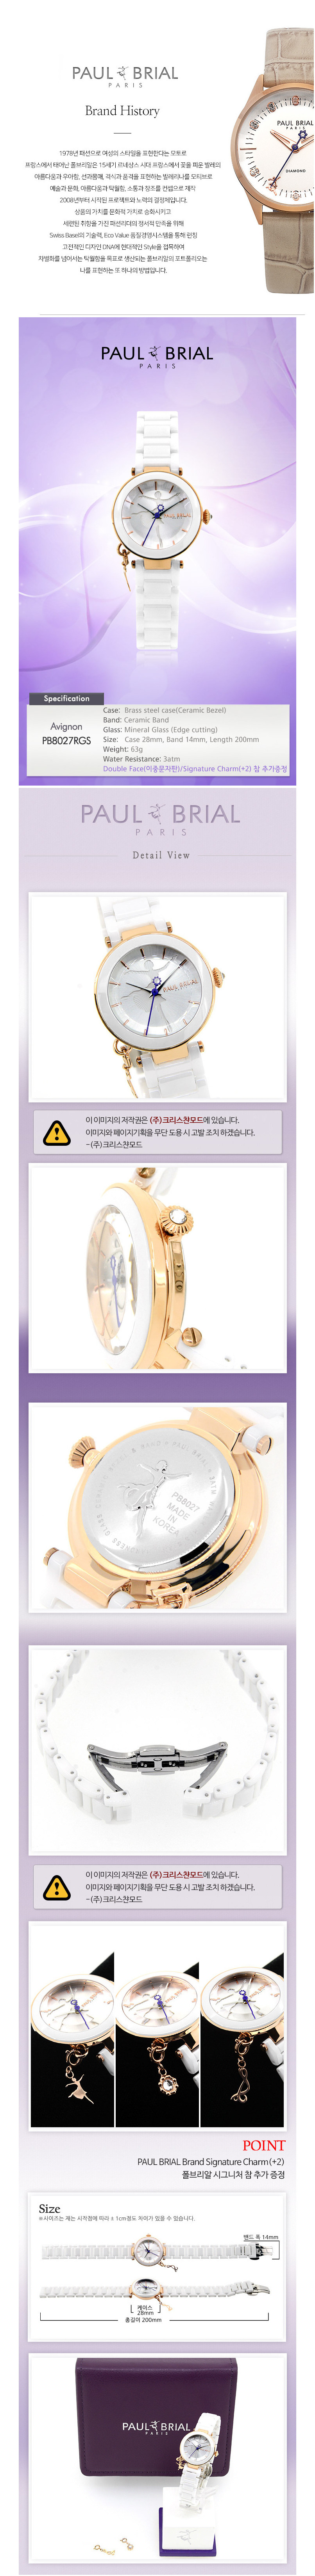 PAUL BRIAL
PARIS
Brand History
1978년 패션으로 여성의 스타일을 표현한다는 모토로
프랑스에서 태어난 폴브리알은 15세기 르네상스 시대 프랑스에서 꽃을 피운 발레의
아름다움과 우아함, 선과 몸매, 격식과 음격을 표현하는 발레리나를 모티브로
예술과 문화, 아름다움과 탁월함, 소통과 창조를 컨셉으로 제작
2008년부터 시작된 프로젝트와 노력의 결정체입니다.
상품의 가치를 문화적 가치로 승화시키고
세련된 취향을 가진 패션리더의 정서적 만족을 위해
Swiss Basel의 기술력, Eco Value 품질경영시스템을 통해 런칭
고전적인 디자인 DNA에 현대적인 Style을 접목하여
차별화를 넘어서는 탁월함을 목표로 생산되는 폴브리알의 포트폴리오는
나를 표현하는 또 하나의 방법입니다.
PAUL BRIAL
PARIS
DIAMOND
PAUL BRIAL
PARIS
Specification
Avignon
PB8027RGS
Case: Brass steel case(Ceramic Bezel)
Band: Ceramic Band
Glass: Mineral Glass (Edge cutting)
Size: Case 28mm, Band 14mm, Length 200mm
Weight: 63g
Water Resistance: 3atm
Double Face(이중문자판)/Signature Charm(+2) 참 추가증정
PAUL BRIAL
PARIS
Detail View
PAUL BRIAL
이 이미지의 저작권은 (주)크리스챤모드에 있습니다.
이미지와 페이지기획을 무단 도용 시 고발 조치 하겠습니다.
-(주)크리스챤모드
PB8027
MADE
IN
KOREA
이 이미지의 저작권은 (주)크리스챤모드에 있습니다.
이미지와 페이지기획을 무단 도용 시 고발 조치 하겠습니다.
-(주)크리스챤모드
POINT
PAUL BRIAL Brand Signature Charm(+2)
폴브리알 시그니처 참 추가 증정
Size
※사이즈는 재는 시작점에 따라 ± 1cm정도 차이가 있을 수 있습니다.
밴드 폭 14mm
케이스
28mm
총길이 200mm
PAUL BRIAL
PARIS